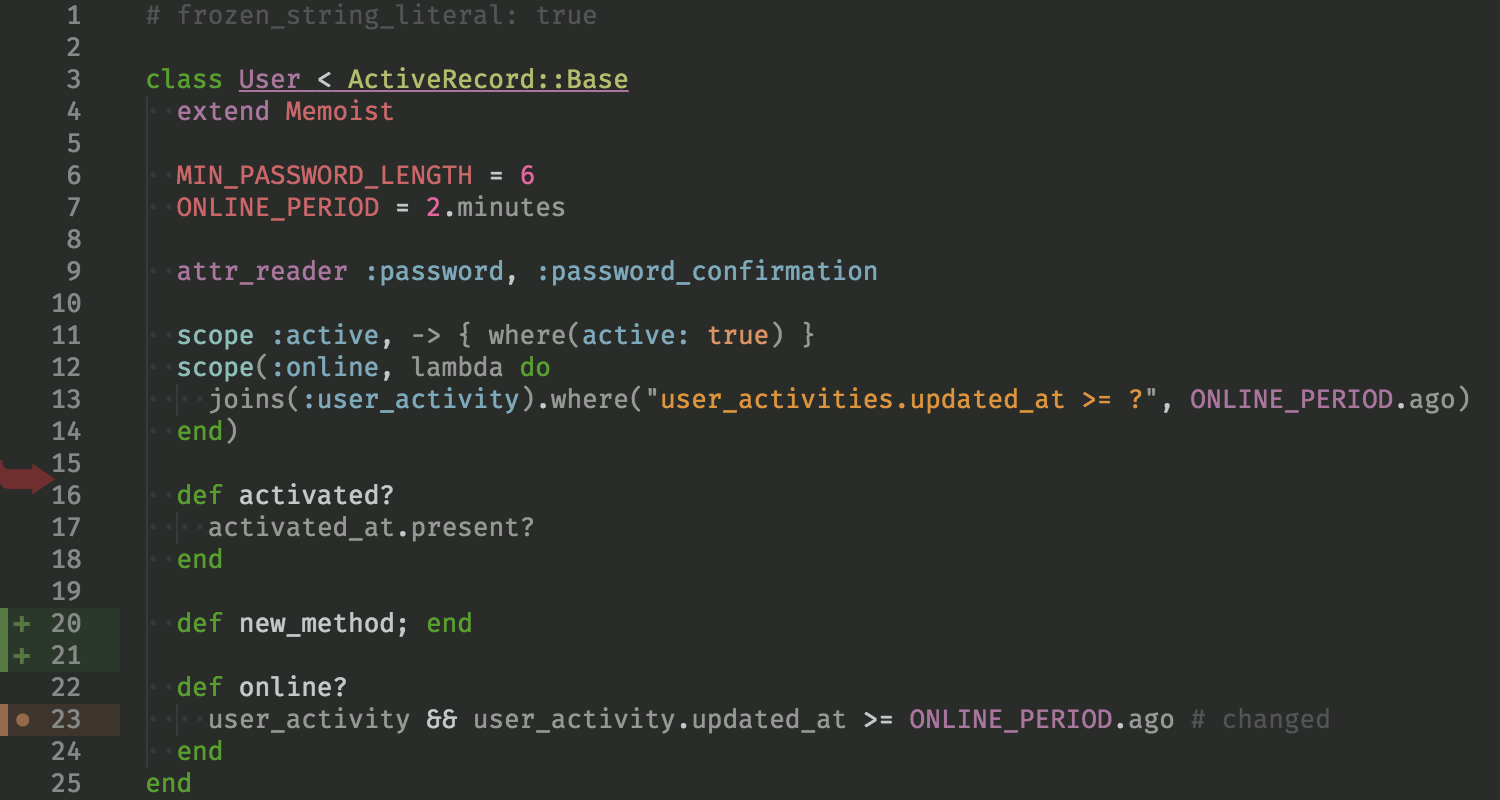 1 # frozen_string_literal: true
2
3 class User < ActiveRecord::Base
4   extend Memoist
5
6   MIN_PASSWORD_LENGTH = 6
7   ONLINE_PERIOD = 2.minutes
8
9   attr_reader :password, :password_confirmation
10
11   scope :active, -> { where(active: true) }
12   scope(:online, lambda do
13     joins(:user_activity).where("user_activities.updated_at >= ?", ONLINE_PERIOD.ago)
14   end)
15
16   def activated?
17     activated_at.present?
18   end
19
+ 20   def new_method; end
+ 21
22   def online?
● 23     user_activity && user_activity.updated_at >= ONLINE_PERIOD.ago # changed
24   end
25 end